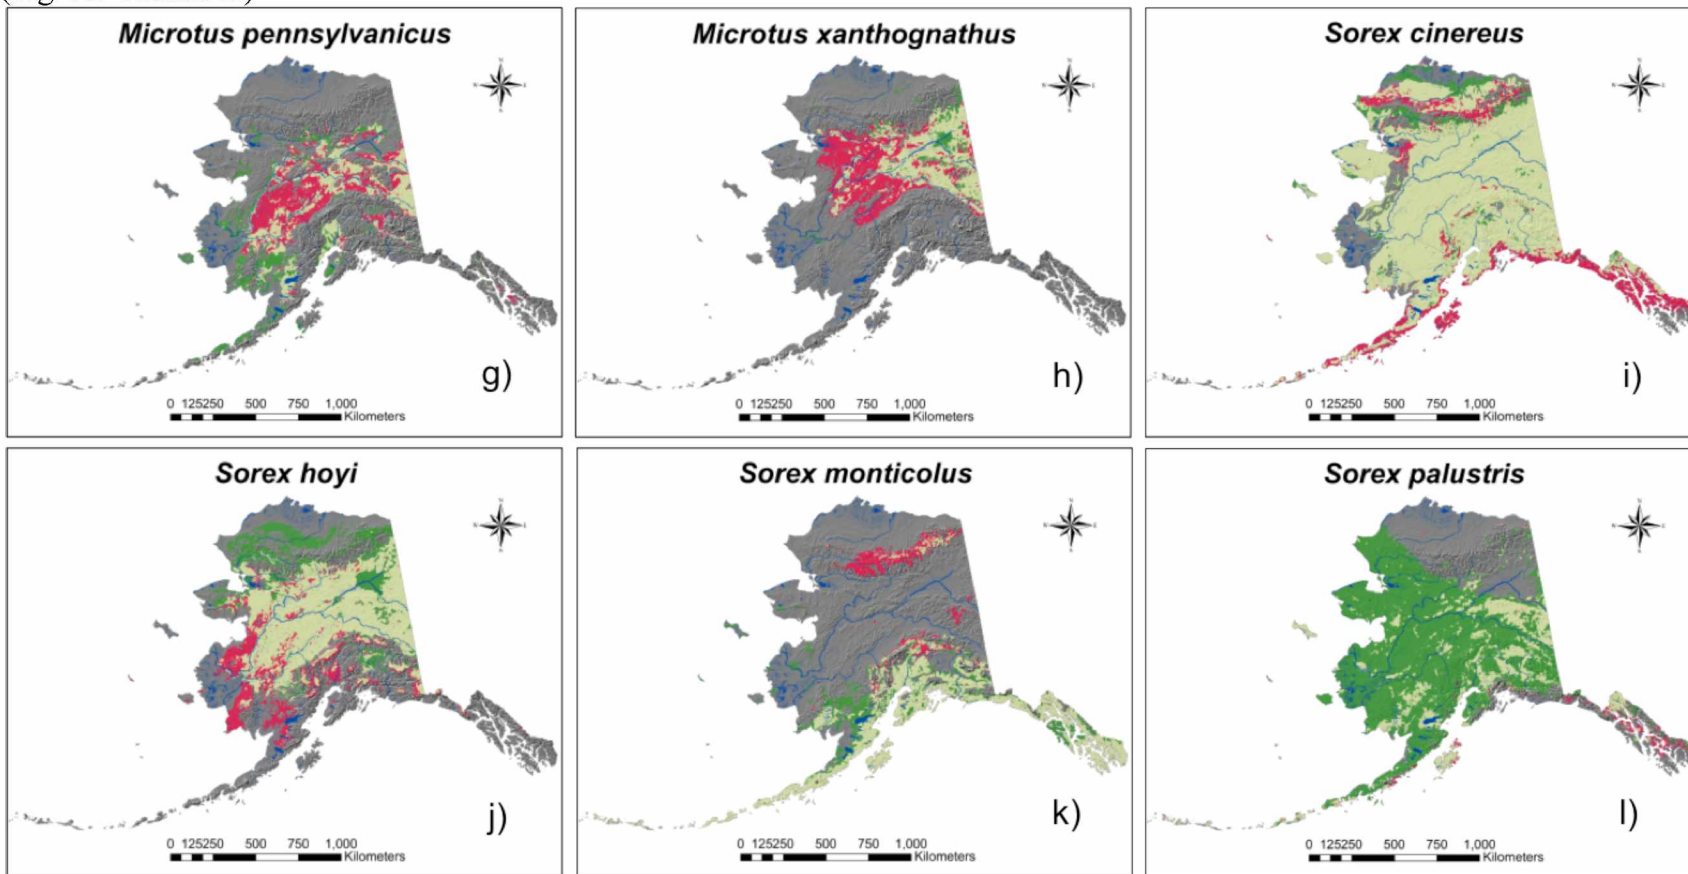 Microtus pennsylvanicus
Microtus xanthognathus
Sorex cinereus
g)
h)
i)
0 125250 500 750 1,000
Kilometers
0 125250 500 750 1,000
Kilometers
0 125250 500 750 1,000
Kilometers
Sorex hoyi
Sorex monticolus
Sorex palustris
j)
k)
l)
0 125250 500 750 1,000
Kilometers
0 125250 500 750 1,000
Kilometers
0 125250 500 750 1,000
Kilometers